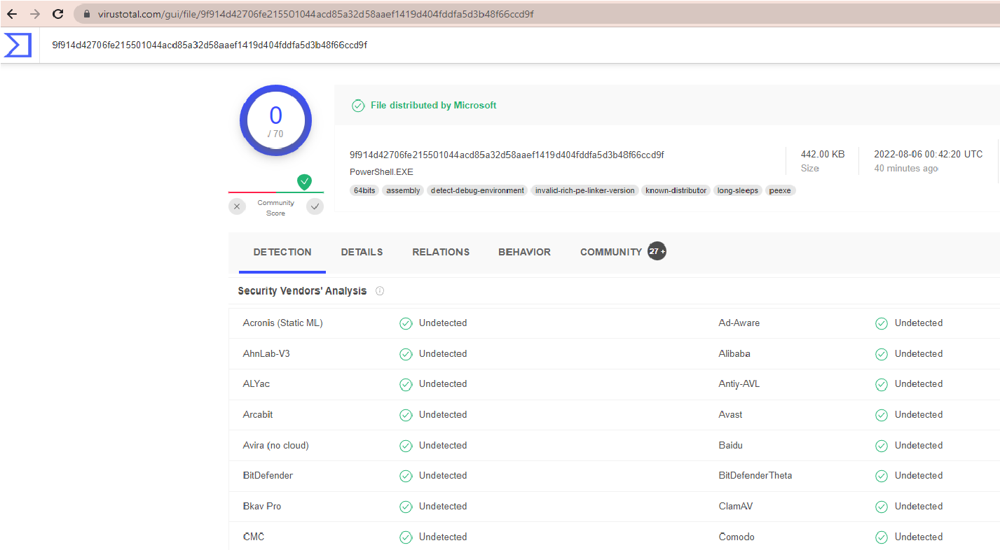 virustotal.com/gui/file/9f914d42706fe215501044acd85a32d58aaef1419d404fddfa5d3b48f66ccd9f
9f914d42706fe215501044acd85a32d58aaef1419d404fddfa5d3b48f66ccd9f
0
/ 70
Community
Score
File distributed by Microsoft
9f914d42706fe215501044acd85a32d58aaef1419d404fddfa5d3b48f66ccd9f
PowerShell.EXE
64bits assembly detect-debug-environment invalid-rich-pe-linker-version known-distributor long-sleeps peexe
442.00 KB
Size
2022-08-06 00:42:20 UTC
40 minutes ago
DETECTION DETAILS RELATIONS BEHAVIOR COMMUNITY 27 +
Security Vendors' Analysis
Acronis (Static ML) Undetected Ad-Aware Undetected
AhnLab-V3 Undetected Alibaba Undetected
ALYac Undetected Antiy-AVL Undetected
Arcabit Undetected Avast Undetected
Avira (no cloud) Undetected Baidu Undetected
BitDefender Undetected BitDefenderTheta Undetected
Bkav Pro Undetected ClamAV Undetected
CMC Undetected Comodo Undetected